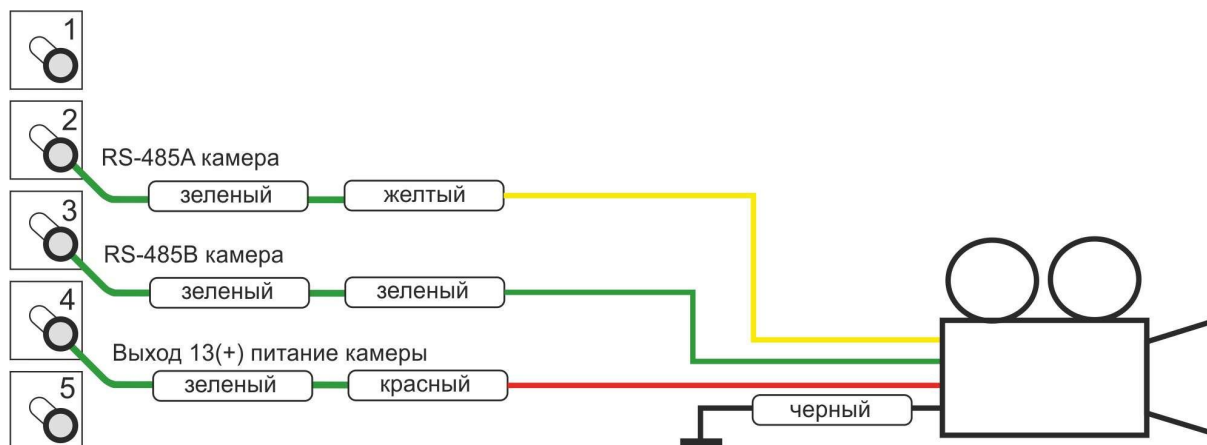 1
2
RS-485A камера
зеленый желтый
3
RS-485B камера
зеленый зеленый
4
Выход 13(+) питание камеры
зеленый красный
5
черный